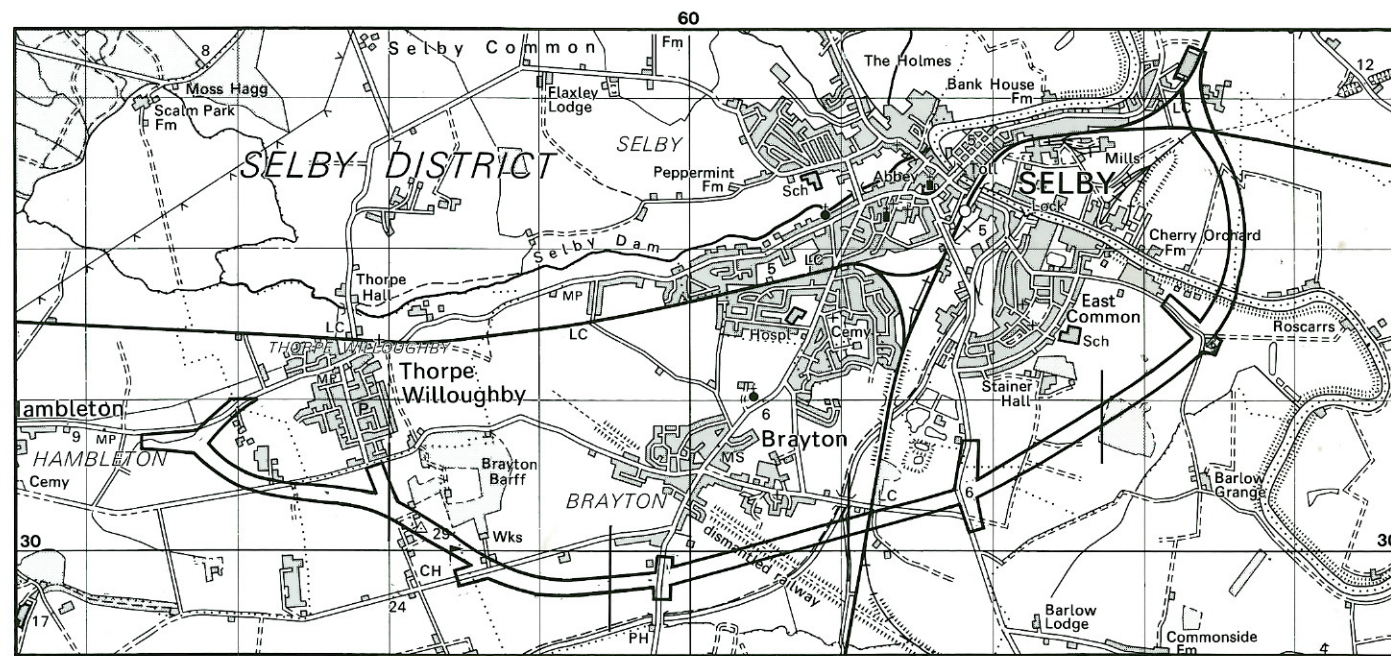 60
8
Selby Common
Fm
The Holmes
12
Moss Hagg
Scalm Park
Fm
Flaxley
Lodge
Bank House
Fm
LC
SELBY
SELBY DISTRICT
Peppermint
Fm
Sch
Abbey
Toll
Mills
SELBY
Lock
5
Cherry Orchard
Fm
Selby Dam
5
LC
Thorpe
Hall
MP
LC
LC
Hospl
Cemy
East
Common
Sch
Roscarrs
THORPE WILLOUGHBY
MP
Thorpe
Willoughby
P
Stainer
Hall
ambleton
9
MP
HAMBLETON
Cemy
6
Brayton
MS
Brayton
Barff
BRAYTON
LC
6
Barlow
Grange
30
29
Wks
30
CH
dismantled railway
24
17
PH
Barlow
Lodge
Commonside
Fm
4